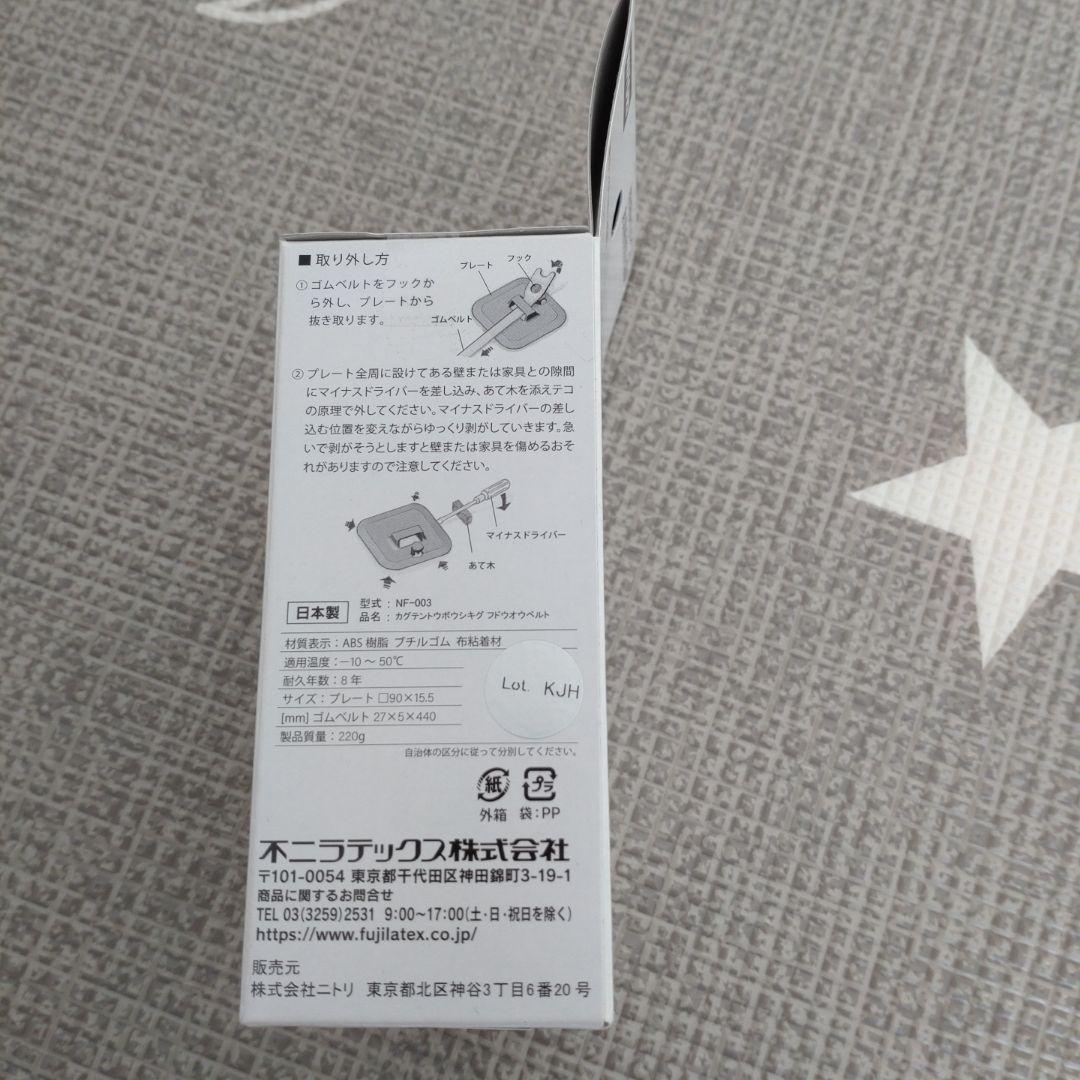 ■ 取り外し方
① ゴムベルトをフックか
ら外し、プレートから
抜き取ります。
プレート
フック
ゴムベルト
② プレート全周に設けてある壁または家具との隙間
にマイナスドライバーを差し込み、あて木を添えテコ
の原理で外してください。マイナスドライバーの差し
込む位置を変えながらゆっくり剥がしていきます。急
いで剥がそうとしますと壁または家具を傷めるおそ
れがありますので注意してください。
マイナスドライバー
あて木
日本製
型式 : NF-003
品名 : カグテントウボウシキグ フドウオウベルト
材質表示：ABS 樹脂 ブチルゴム 布粘着材
適用温度：−10 〜 50℃
耐久年数：8 年
サイズ：プレート □90×15.5
[mm] ゴムベルト 27×5×440
製品質量：220g
Lot. KJH
自治体の区分に従って分別してください。
紙
プラ
外箱
袋：PP
不二ラテックス株式会社
〒101-0054 東京都千代田区神田錦町3-19-1
商品に関するお問合せ
TEL 03(3259)2531 9:00~17:00(土・日・祝日を除く)
https://www.fujilatex.co.jp/
販売元
株式会社ニトリ 東京都北区神谷3丁目6番20号